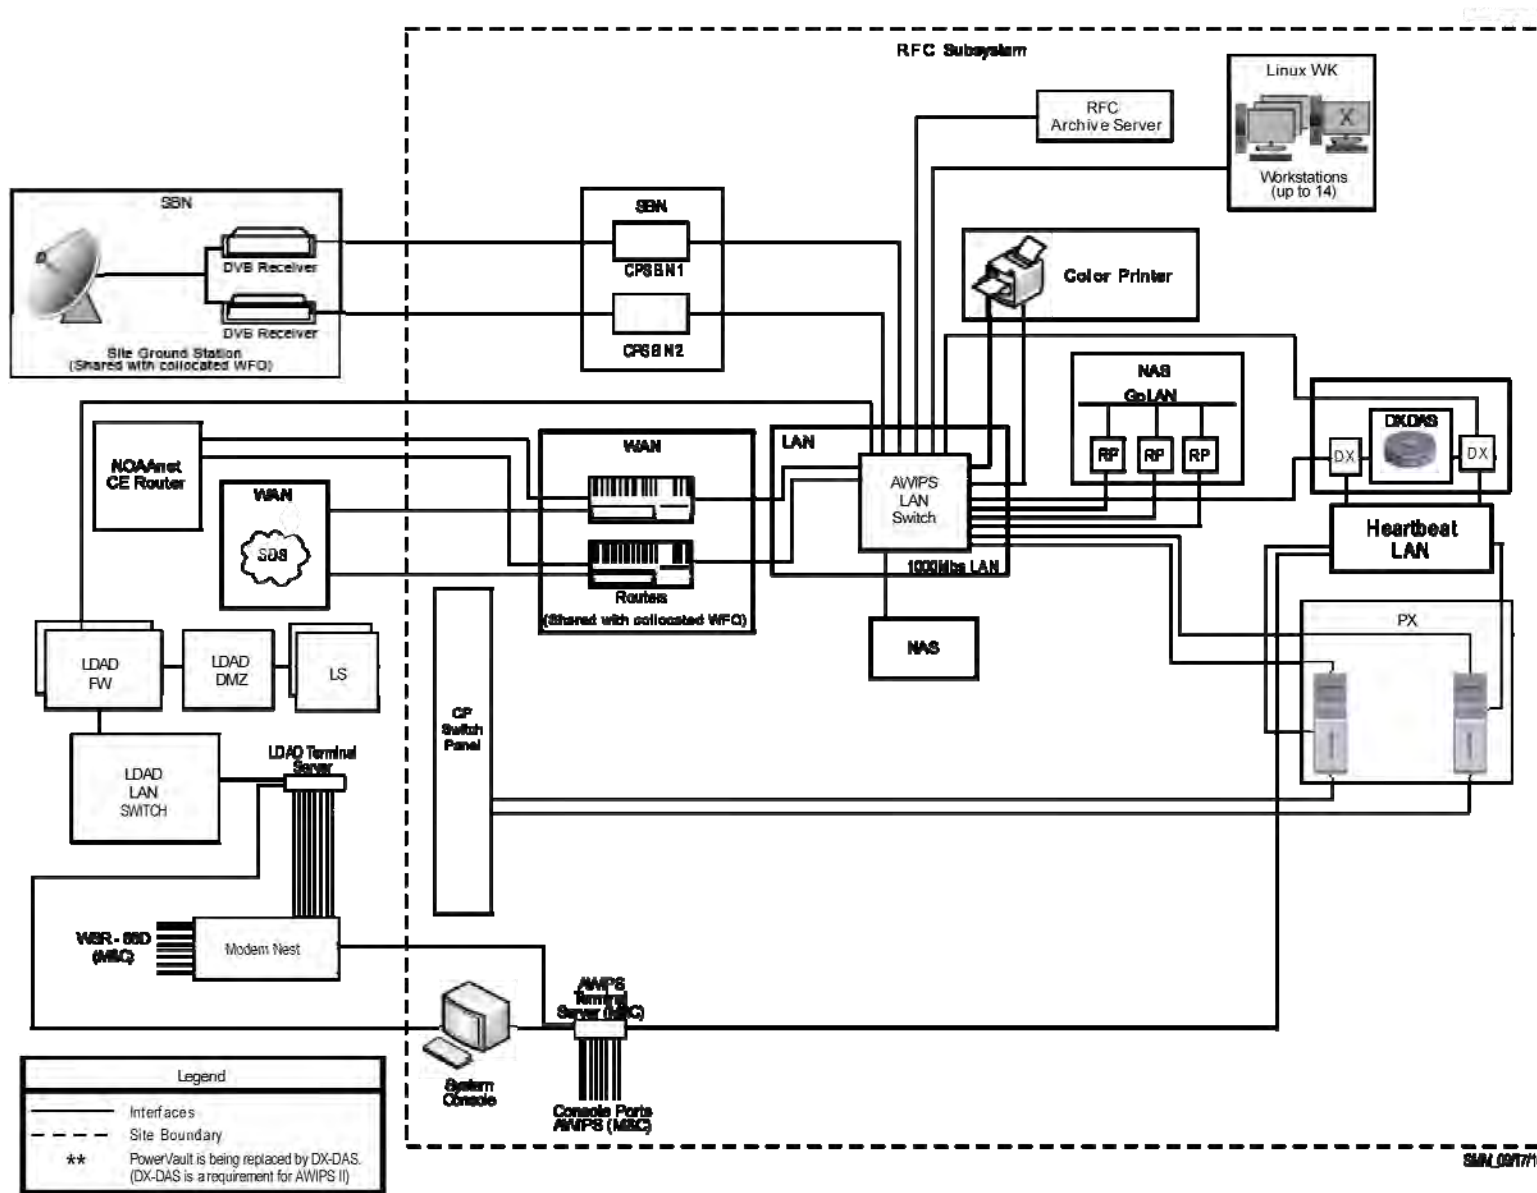 RFC Subsystem
Linux WK
X
Workstations
(up to 14)
RFC
Archive Server
SBN
DVB Receiver
DVB Receiver
Site Ground Station
(Shared with collocated WFO)
SBN
CPSBN1
CPSBN2
Color Printer
NAS
GoLAN
RP
RP
RP
DXDAS
DX
DX
NOAAnet
CE Router
WAN
SDS
WAN
Routers
(Shared with collocated WFO)
LAN
AWIPS
LAN
Switch
1000Mbs LAN
NAS
Heartbeat
LAN
PX
LDAD
FW
LDAD
DMZ
LS
LDAD
LAN
SWITCH
LDAD Terminal
Server
CP
Switch
Panel
WSR - 88D
(M&C)
Modem Nest
AWIPS
Terminal
Server (M&C)
System
Console
Console Ports
AWIPS (M&C)
Legend
Interfaces
Site Boundary
** PowerVault is being replaced by DX-DAS.
(DX-DAS is a requirement for AWIPS II)